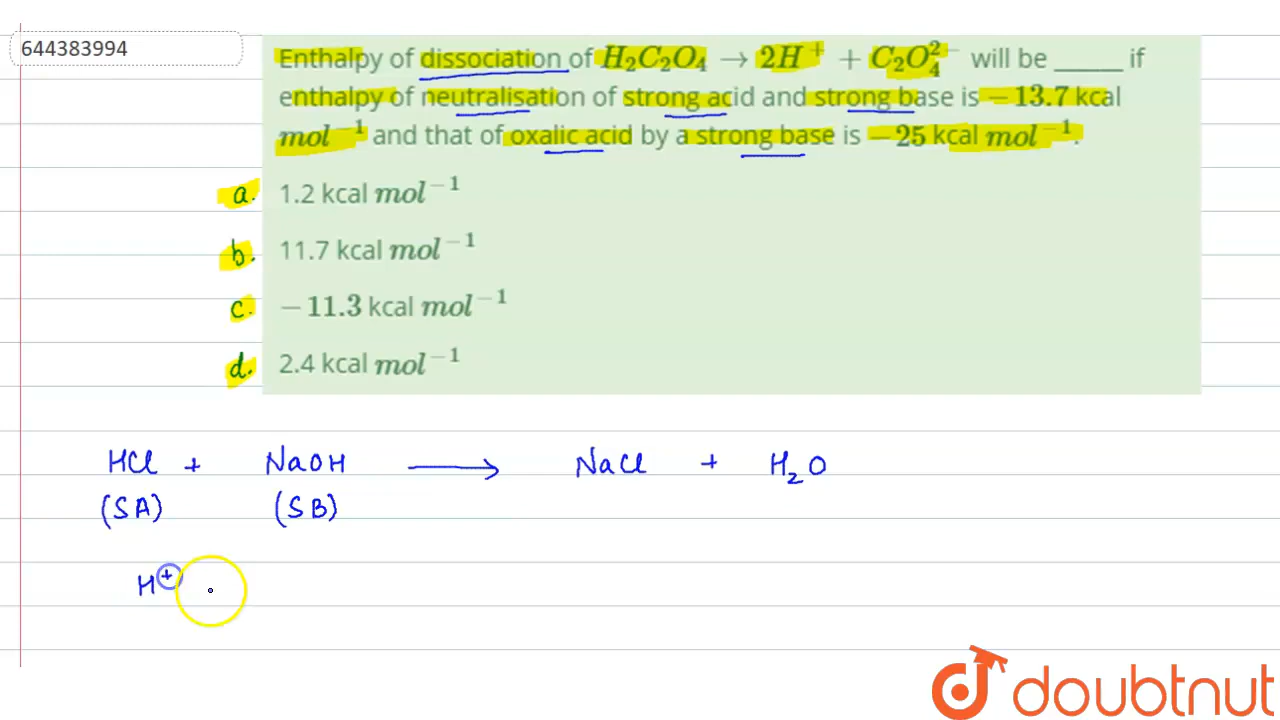 644383994
Enthalpy of dissociation of H₂C₂O₄ → 2H⁺ + C₂O₄²⁻ will be _____ if
enthalpy of neutralisation of strong acid and strong base is −13.7 kcal
mol⁻¹ and that of oxalic acid by a strong base is −25 kcal mol⁻¹.
a. 1.2 kcal mol⁻¹
b. 11.7 kcal mol⁻¹
c. −11.3 kcal mol⁻¹
d. 2.4 kcal mol⁻¹
HCl + NaOH → NaCl + H₂O
(SA) (SB)
H⁺
doubtnut